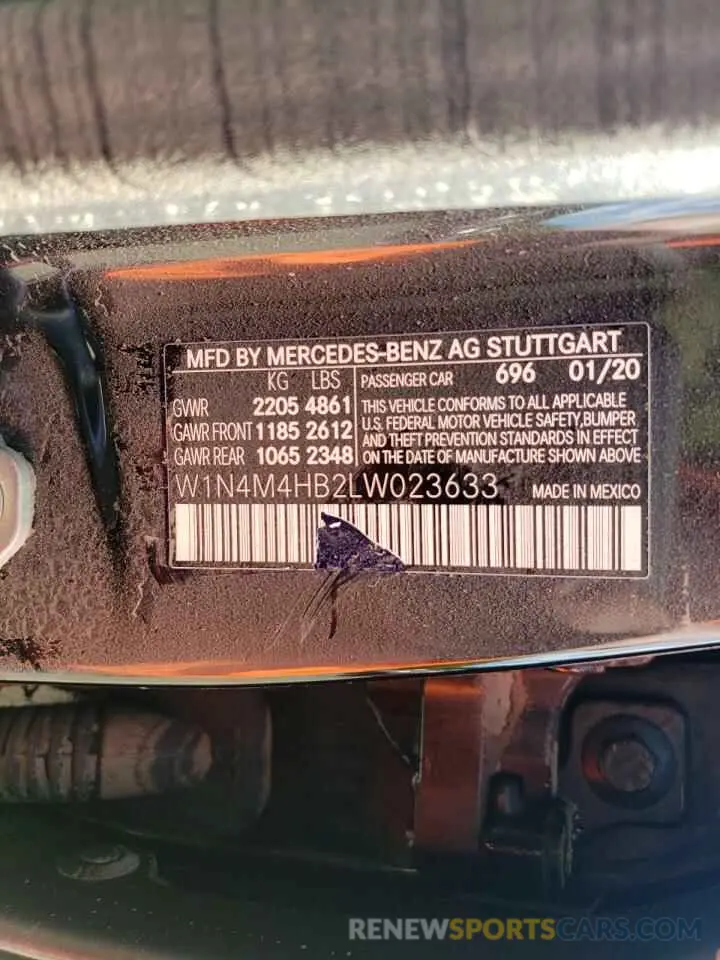 MFD BY MERCEDES-BENZ AG STUTTGART
KG LBS PASSENGER CAR 696 01/20
GVWR 2205 4861 THIS VEHICLE CONFORMS TO ALL APPLICABLE
U.S. FEDERAL MOTOR VEHICLE SAFETY,BUMPER
GAWR FRONT 1185 2612 AND THEFT PREVENTION STANDARDS IN EFFECT
GAWR REAR 1065 2348 ON THE DATE OF MANUFACTURE SHOWN ABOVE
W1N4M4HB2LW023633 MADE IN MEXICO
RENEWSPORTSCARS.COM